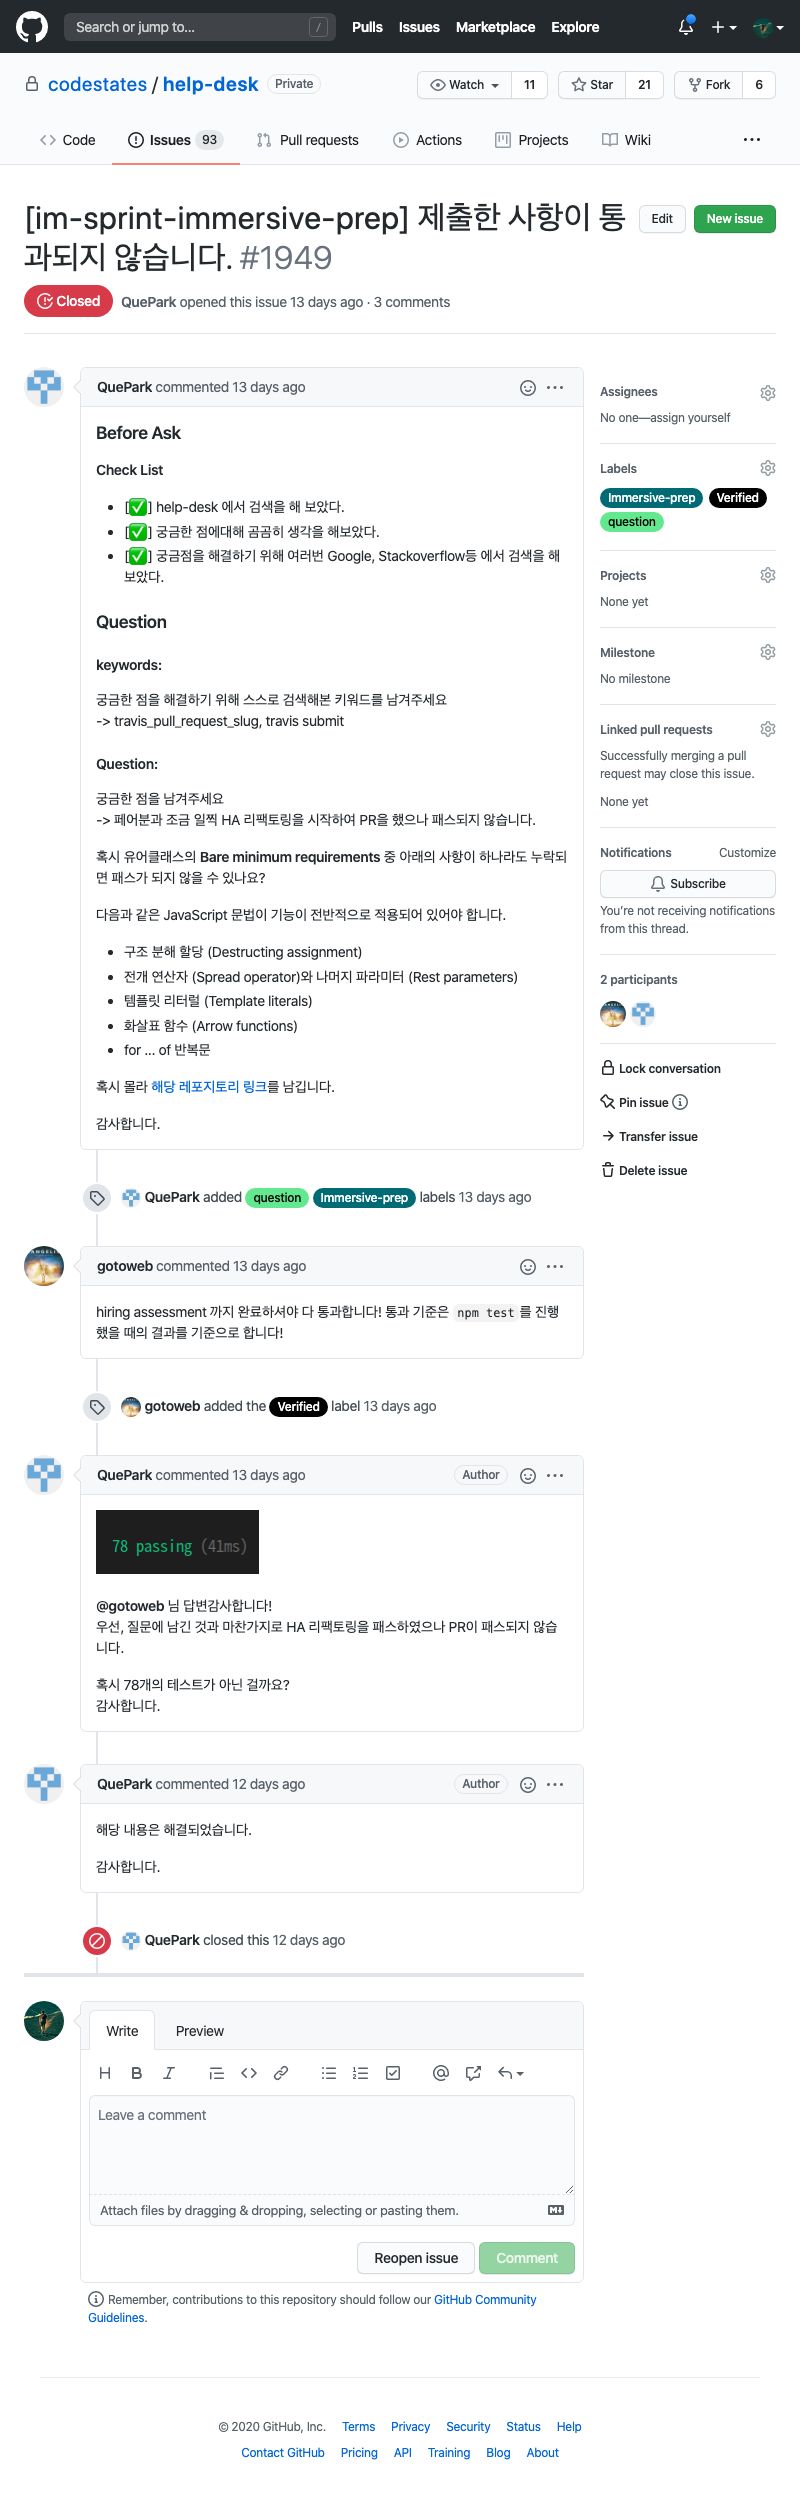 Search or jump to... /
Pulls Issues Marketplace Explore
codestates / help-desk Private
Watch 11 Star 21 Fork 6
Code Issues 93 Pull requests Actions Projects Wiki
[im-sprint-immersive-prep] 제출한 사항이 통
과되지 않습니다. #1949
Edit New issue
Closed QuePark opened this issue 13 days ago · 3 comments
QuePark commented 13 days ago
Before Ask
Check List
[✅] help-desk 에서 검색을 해 보았다.
[✅] 궁금한 점에대해 곰곰히 생각을 해보았다.
[✅] 궁금점을 해결하기 위해 여러번 Google, Stackoverflow등 에서 검색을 해
보았다.
Question
keywords:
궁금한 점을 해결하기 위해 스스로 검색해본 키워드를 남겨주세요
-> travis_pull_request_slug, travis submit
Question:
궁금한 점을 남겨주세요
-> 페어분과 조금 일찍 HA 리팩토링을 시작하여 PR을 했으나 패스되지 않습니다.
혹시 유어클래스의 Bare minimum requirements 중 아래의 사항이 하나라도 누락되
면 패스가 되지 않을 수 있나요?
다음과 같은 JavaScript 문법이 기능이 전반적으로 적용되어 있어야 합니다.
구조 분해 할당 (Destructing assignment)
전개 연산자 (Spread operator)와 나머지 파라미터 (Rest parameters)
템플릿 리터럴 (Template literals)
화살표 함수 (Arrow functions)
for ... of 반복문
혹시 몰라 해당 레포지토리 링크를 남깁니다.
감사합니다.
QuePark added question Immersive-prep labels 13 days ago
gotoweb commented 13 days ago
hiring assessment 까지 완료하셔야 다 통과합니다! 통과 기준은 npm test 를 진행
했을 때의 결과를 기준으로 합니다!
gotoweb added the Verified label 13 days ago
QuePark commented 13 days ago Author
78 passing (41ms)
@gotoweb 님 답변감사합니다!
우선, 질문에 남긴 것과 마찬가지로 HA 리팩토링을 패스하였으나 PR이 패스되지 않습
니다.
혹시 78개의 테스트가 아닌 걸까요?
감사합니다.
QuePark commented 12 days ago Author
해당 내용은 해결되었습니다.
감사합니다.
QuePark closed this 12 days ago
Assignees
No one—assign yourself
Labels
Immersive-prep Verified
question
Projects
None yet
Milestone
No milestone
Linked pull requests
Successfully merging a pull
request may close this issue.
None yet
Notifications Customize
Subscribe
You're not receiving notifications
from this thread.
2 participants
Lock conversation
Pin issue
Transfer issue
Delete issue
Write Preview
Leave a comment
Attach files by dragging & dropping, selecting or pasting them.
Reopen issue Comment
Remember, contributions to this repository should follow our GitHub Community
Guidelines.
© 2020 GitHub, Inc. Terms Privacy Security Status Help
Contact GitHub Pricing API Training Blog About